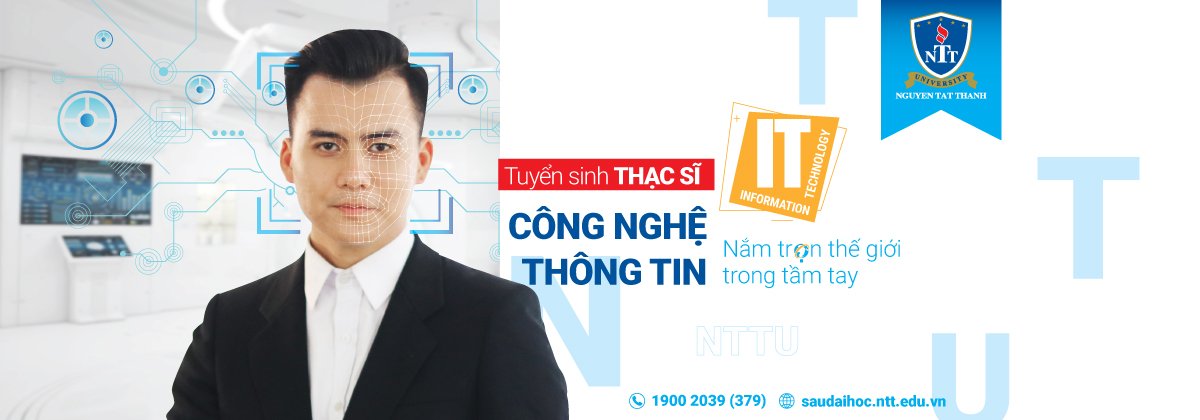 NTT
UNIVERSITY
NGUYEN TAT THANH
T
IT
INFORMATION
TECHNOLOGY
Tuyển sinh THẠC SĨ
CÔNG NGHỆ
THÔNG TIN
Nắm trọn thế giới
trong tầm tay
N
T
NTTU
U
1900 2039 (379)
saudaihoc.ntt.edu.vn